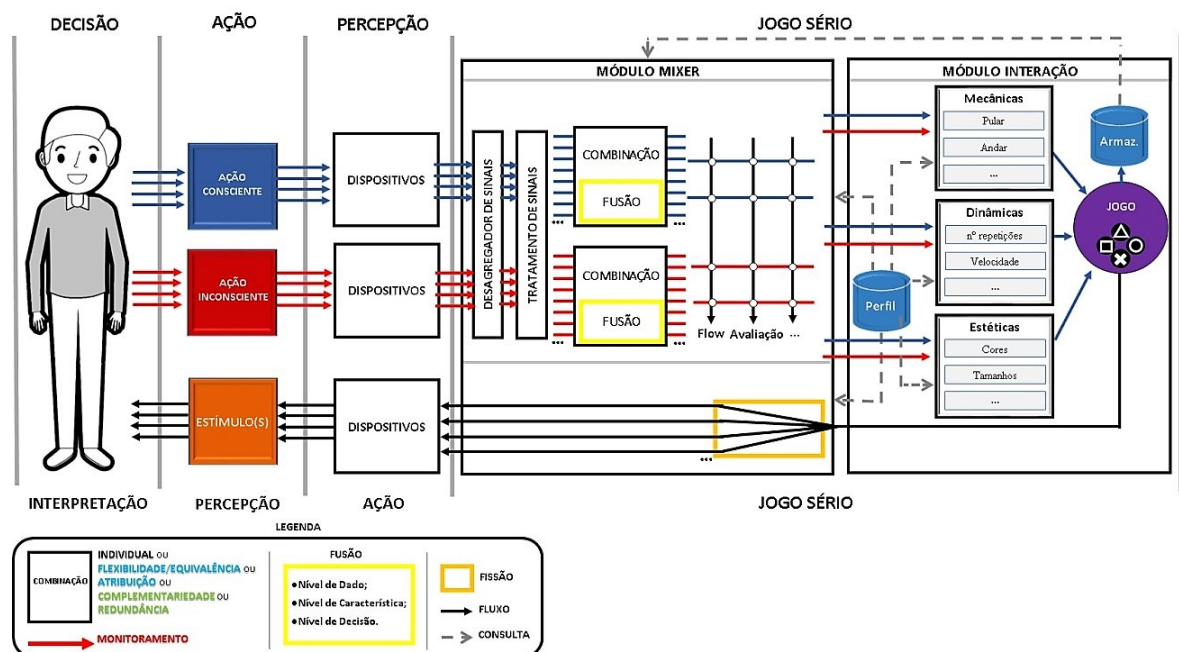 DECISÃO
AÇÃO
PERCEPÇÃO
JOGO SÉRIO
MÓDULO MIXER
MÓDULO INTERAÇÃO
AÇÃO
CONSCIENTE
DISPOSITIVOS
AÇÃO
INCONSCIENTE
DISPOSITIVOS
ESTÍMULO(S)
DISPOSITIVOS
DESAGREGADOR DE SINAIS
TRATAMENTO DE SINAIS
COMBINAÇÃO
FUSÃO
...
...
COMBINAÇÃO
FUSÃO
...
...
Flow
Avaliação
...
...
Mecânicas
Pular
Andar
...
Dinâmicas
nº repetições
Velocidade
...
Estéticas
Cores
Tamanhos
...
Perfil
Armaz.
JOGO
INTERPRETAÇÃO
PERCEPÇÃO
AÇÃO
JOGO SÉRIO
LEGENDA
COMBINAÇÃO
INDIVIDUAL OU
FLEXIBILIDADE/EQUIVALÊNCIA OU
ATRIBUIÇÃO OU
COMPLEMENTARIEDADE OU
REDUNDÂNCIA
MONITORAMENTO
FUSÃO
•Nível de Dado;
•Nível de Característica;
•Nível de Decisão.
FISSÃO
FLUXO
CONSULTA